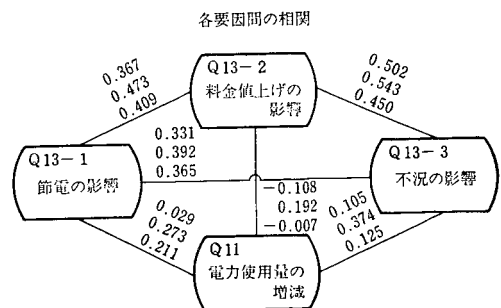 各要因間の相関
0.367
0.473
0.409
Q13-2
料金値上げの
影響
0.502
0.543
0.450
Q13-1
節電の影響
0.331
0.392
0.365
Q13-3
不況の影響
-0.108
0.192
-0.007
0.029
0.273
0.211
0.105
0.374
0.125
Q11
電力使用量の
増減